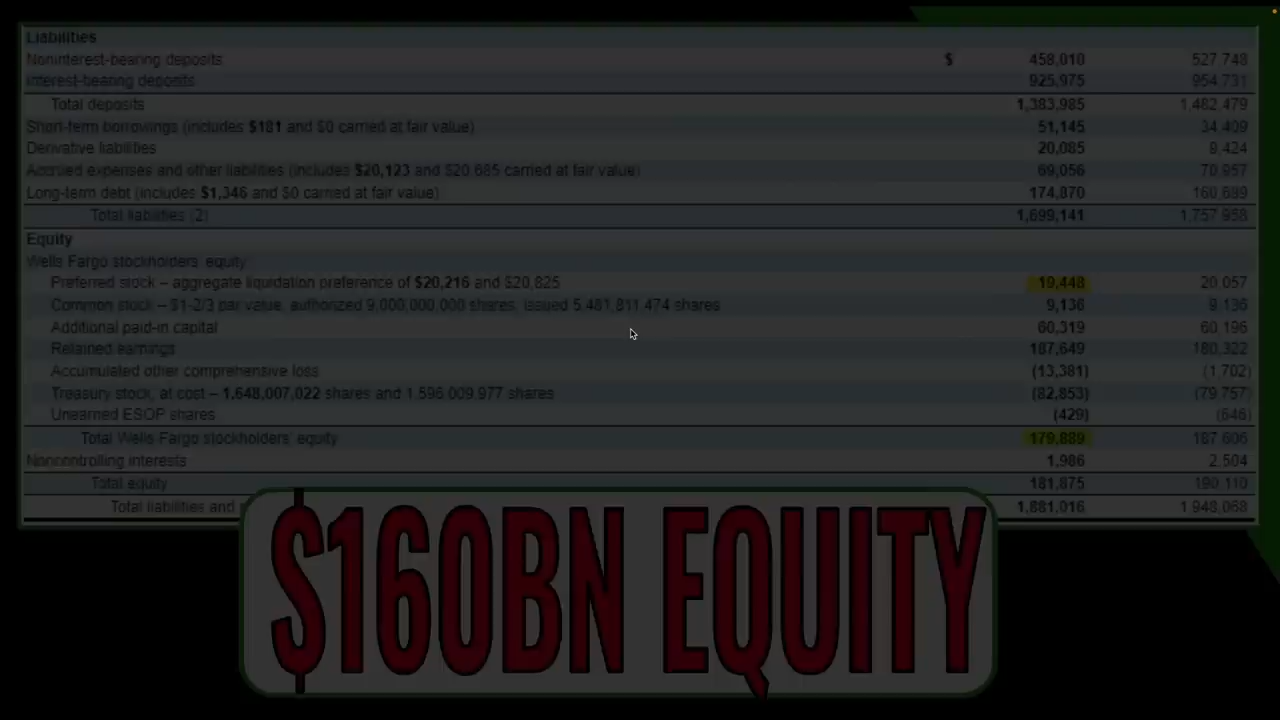 Liabilities
Noninterest-bearing deposits $ 458,010 527,748
Interest-bearing deposits 925,975 954,731
Total deposits 1,383,985 1,482,479
Short-term borrowings (includes $181 and $0 carried at fair value) 51,145 34,409
Derivative liabilities 20,085 9,424
Accrued expenses and other liabilities (includes $20,123 and $20,685 carried at fair value) 69,056 70,957
Long-term debt (includes $1,346 and $0 carried at fair value) 174,870 160,689
Total liabilities (2) 1,699,141 1,757,958
Equity
Wells Fargo stockholders' equity:
Preferred stock – aggregate liquidation preference of $20,216 and $20,825 19,448 20,057
Common stock – $1-2/3 par value, authorized 9,000,000,000 shares; issued 5,481,811,474 shares 9,136 9,136
Additional paid-in capital 60,319 60,196
Retained earnings 187,649 180,322
Accumulated other comprehensive loss (13,381) (1,702)
Treasury stock, at cost – 1,648,007,022 shares and 1,596,009,977 shares (82,853) (79,757)
Unearned ESOP shares (429) (646)
Total Wells Fargo stockholders' equity 179,889 187,606
Noncontrolling interests 1,986 2,504
Total equity 181,875 190,110
Total liabilities and 1,881,016 1,948,068
$160BN EQUITY